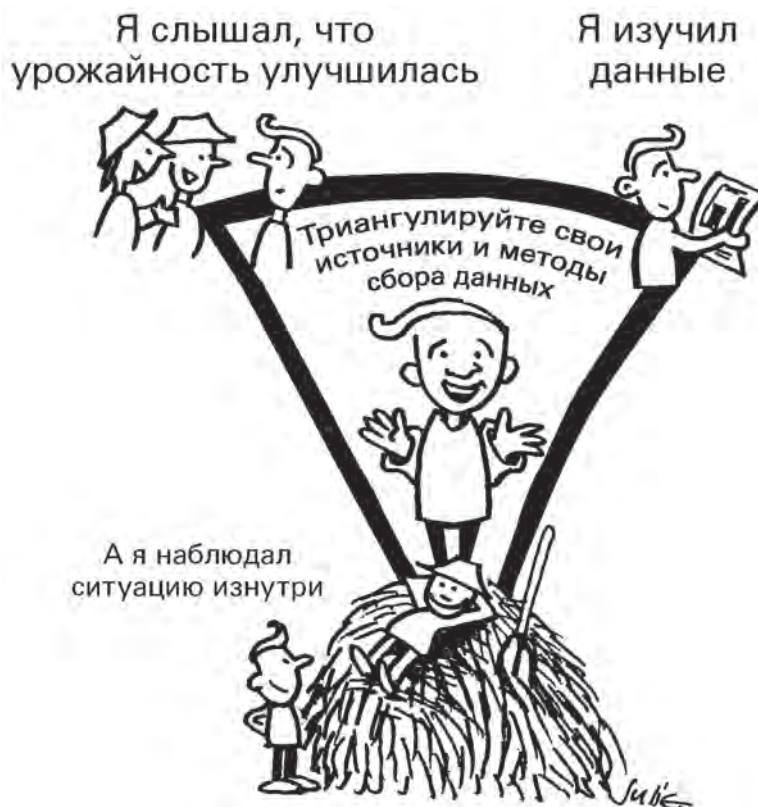 Я слышал, что
урожайность улучшилась
Я изучил
данные
Триангулируйте свои
источники и методы
сбора данных
А я наблюдал
ситуацию изнутри